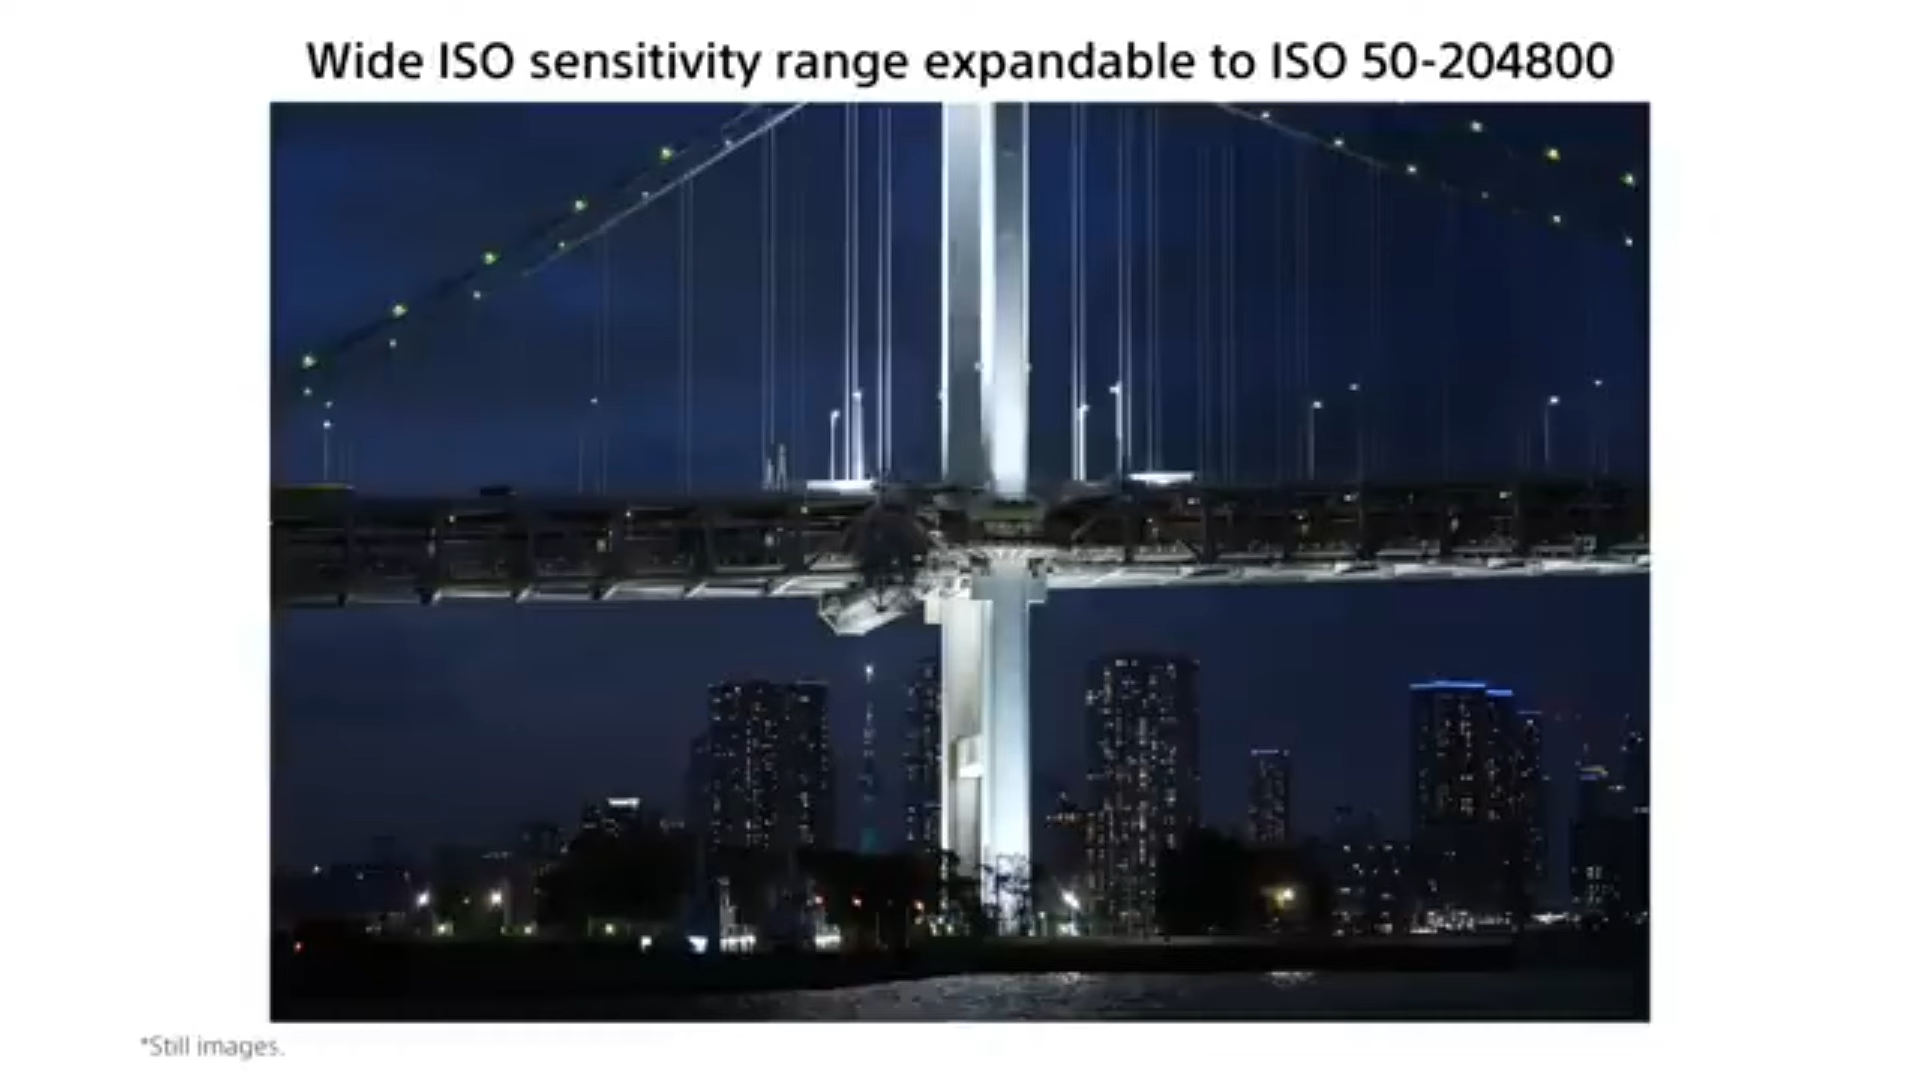 Wide ISO sensitivity range expandable to ISO 50-204800
*Still images.